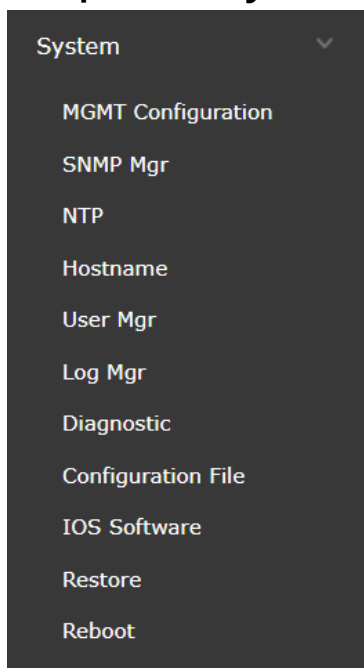 System
MGMT Configuration
SNMP Mgr
NTP
Hostname
User Mgr
Log Mgr
Diagnostic
Configuration File
IOS Software
Restore
Reboot